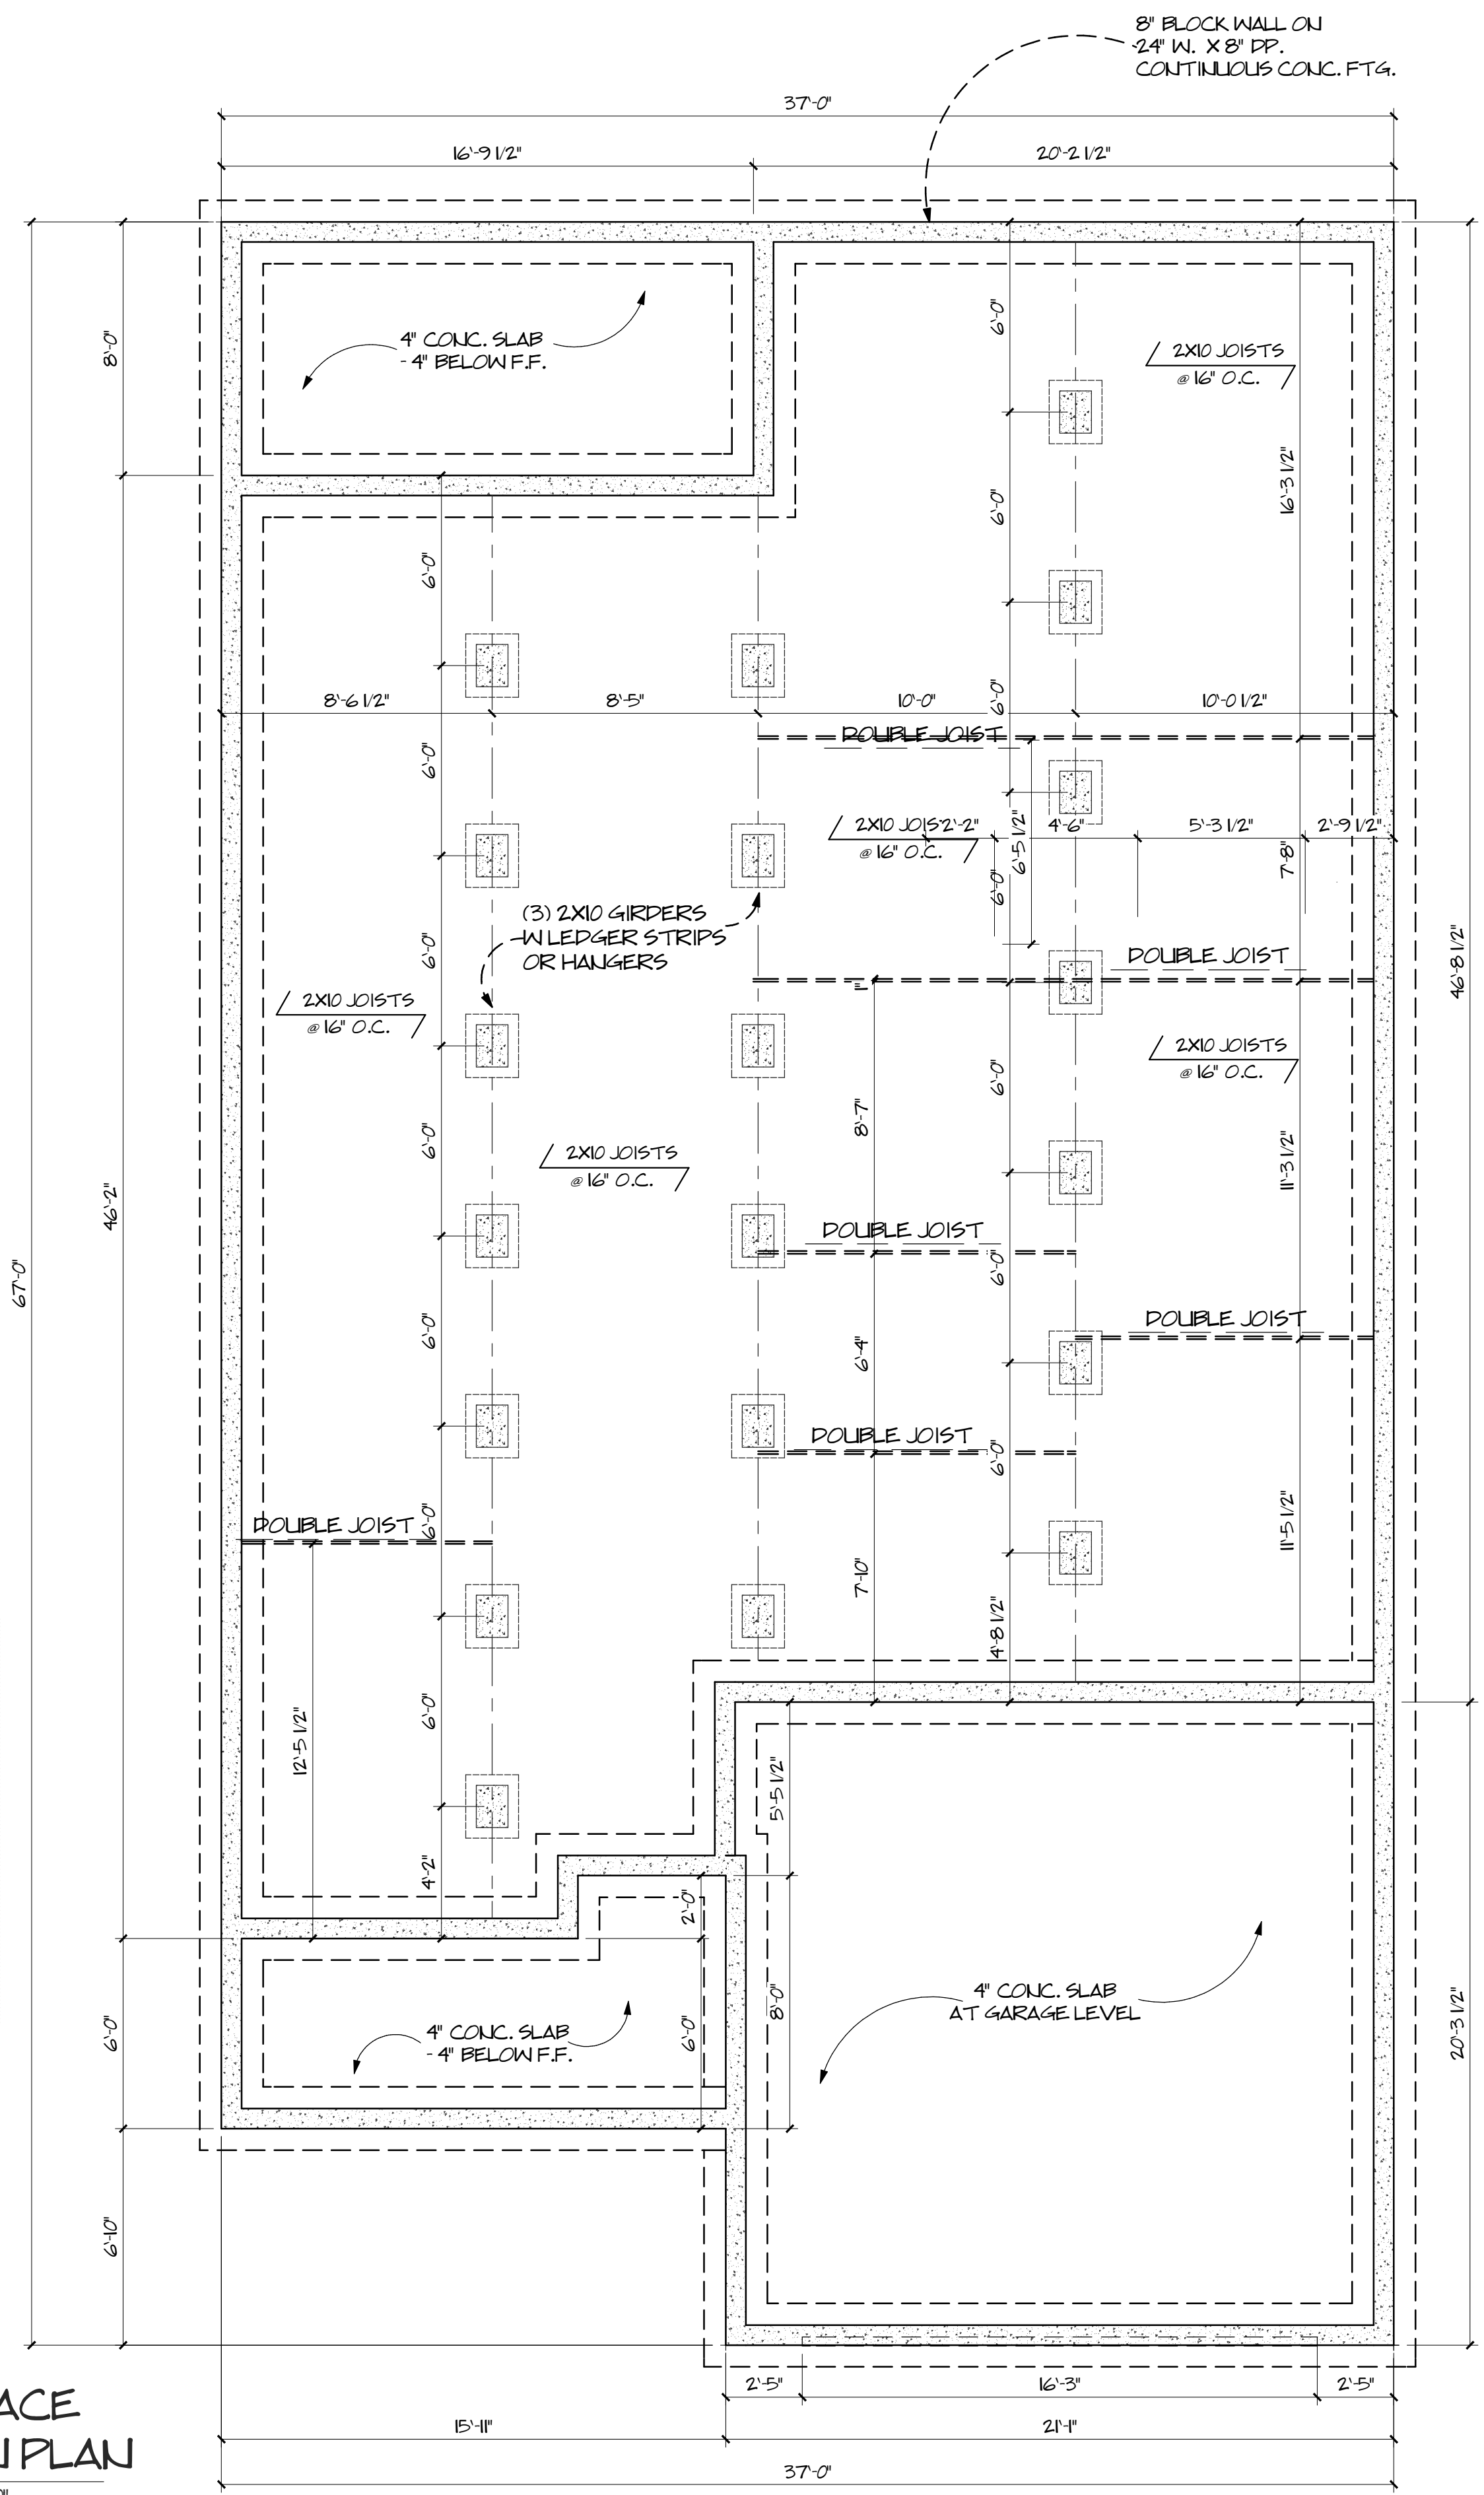 8" BLOCK WALL ON
24" W. X 8" DP.
CONTINUOUS CONC. FTG.
37'-0"
16'-9 1/2"
20'-2 1/2"
8'-0"
4" CONC. SLAB
- 4" BELOW F.F.
6'-0"
2X10 JOISTS
@ 16" O.C.
16'-3 1/2"
6'-0"
6'-0"
6'-0"
8'-6 1/2"
8'-5"
10'-0"
10'-0 1/2"
6'-0"
DOUBLE JOIST
2X10 JOIS
2'-2"
@ 16" O.C.
6'-5 1/2"
4'-6"
5'-3 1/2"
2'-9 1/2"
7'-8"
6'-0"
(3) 2X10 GIRDERS
W/ LEDGER STRIPS
OR HANGERS
6'-0"
DOUBLE JOIST
46'-8 1/2"
1"
2X10 JOISTS
@ 16" O.C.
2X10 JOISTS
@ 16" O.C.
6'-0"
8'-7"
6'-0"
2X10 JOISTS
@ 16" O.C.
11'-3 1/2"
46'-2"
67'-0"
DOUBLE JOIST
6'-0"
6'-0"
DOUBLE JOIST
6'-4"
DOUBLE JOIST
6'-0"
DOUBLE JOIST
6'-0"
11'-5 1/2"
7'-10"
4'-8 1/2"
12'-5 1/2"
6'-0"
5'-5 1/2"
4'-2"
2'-0"
4" CONC. SLAB
AT GARAGE LEVEL
8'-0"
6'-0"
4" CONC. SLAB
- 4" BELOW F.F.
6'-0"
20'-3 1/2"
6'-10"
2'-5"
16'-3"
2'-5"
15'-11"
21'-1"
37'-0"
ACE
N PLAN